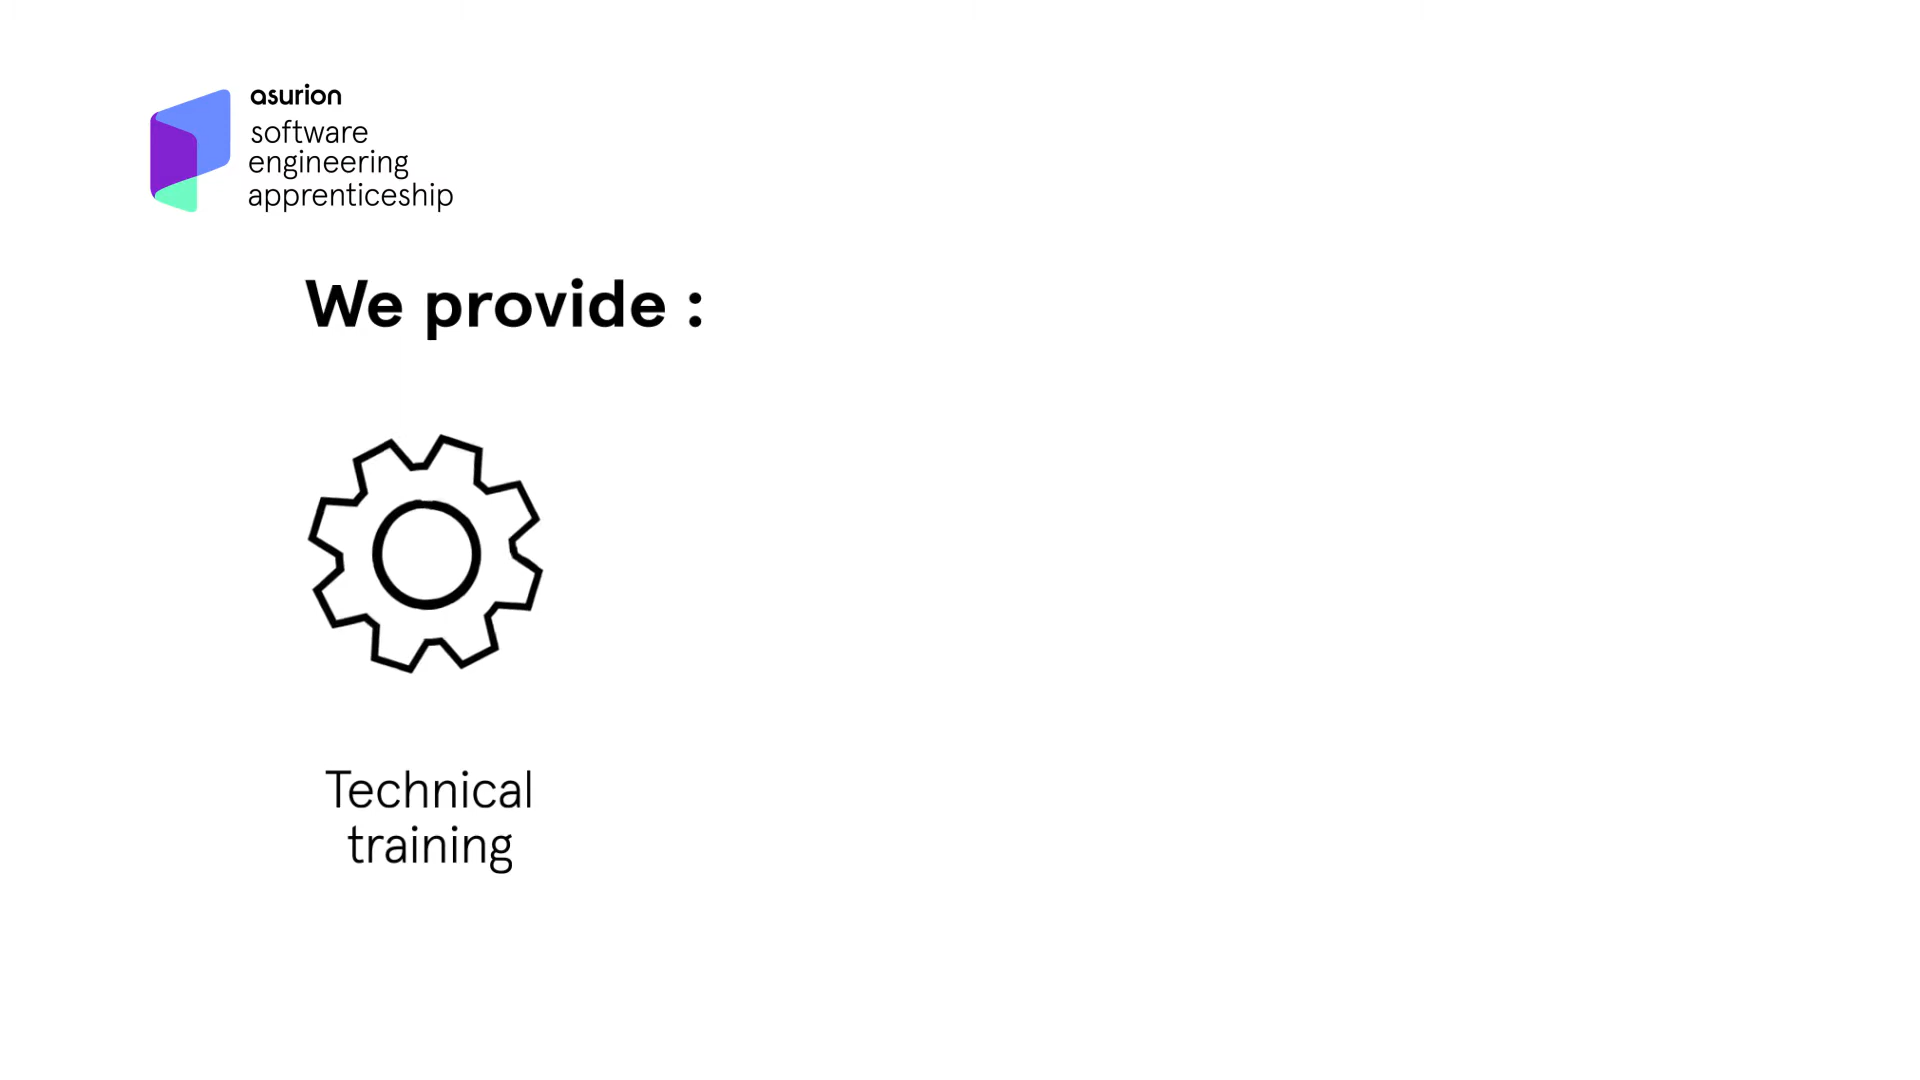 asurion
software
engineering
apprenticeship
We provide :
Technical
training